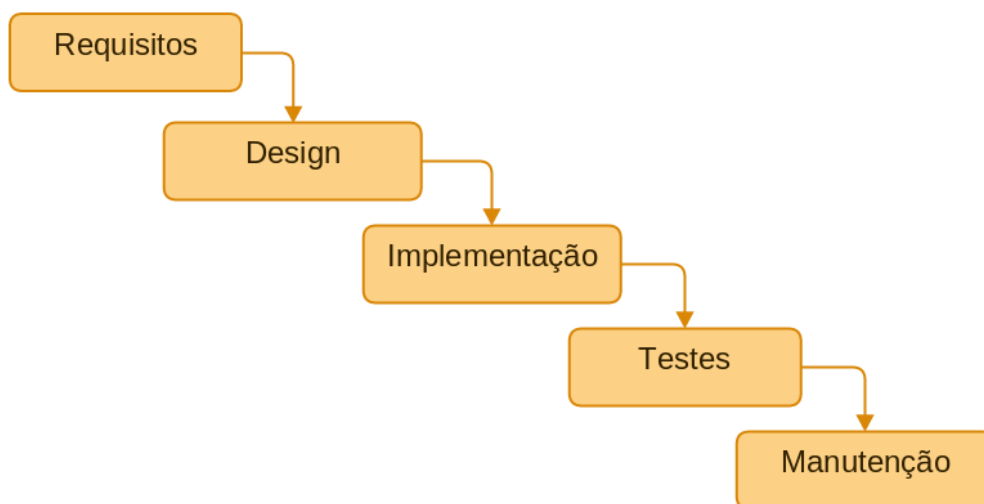 Requisitos
Design
Implementação
Testes
Manutenção